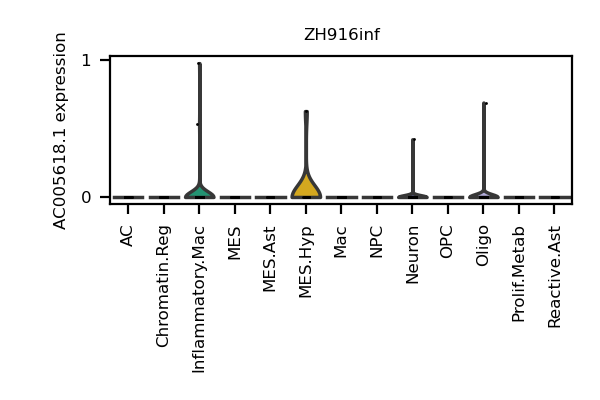 ZH916inf
AC005618.1 expression
1
0
AC
Chromatin.Reg
Inflammatory.Mac
MES
MES.Ast
MES.Hyp
Mac
NPC
Neuron
OPC
Oligo
Prolif.Metab
Reactive.Ast